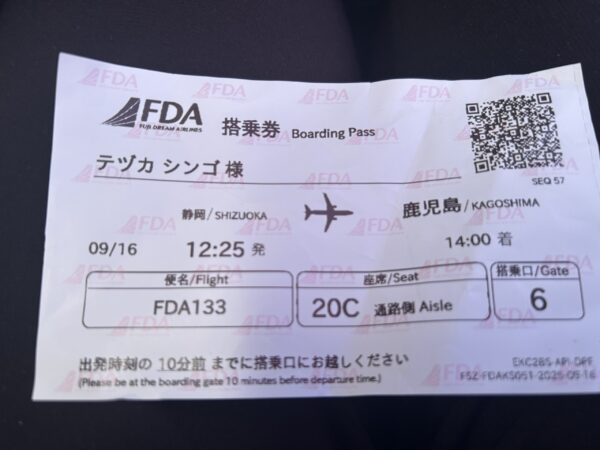 FDA
FUJI DREAM AIRLINES
搭乗券 Boarding Pass
テヅカ シンゴ 様
SEQ 57
静岡/SHIZUOKA 鹿児島/KAGOSHIMA
09/16 12:25 発 14:00 着
便名/Flight 座席/Seat 搭乗口/Gate
FDA133 20C 通路側 Aisle 6
出発時刻の 10分前 までに搭乗口にお越しください
(Please be at the boarding gate 10 minutes before departure time.)